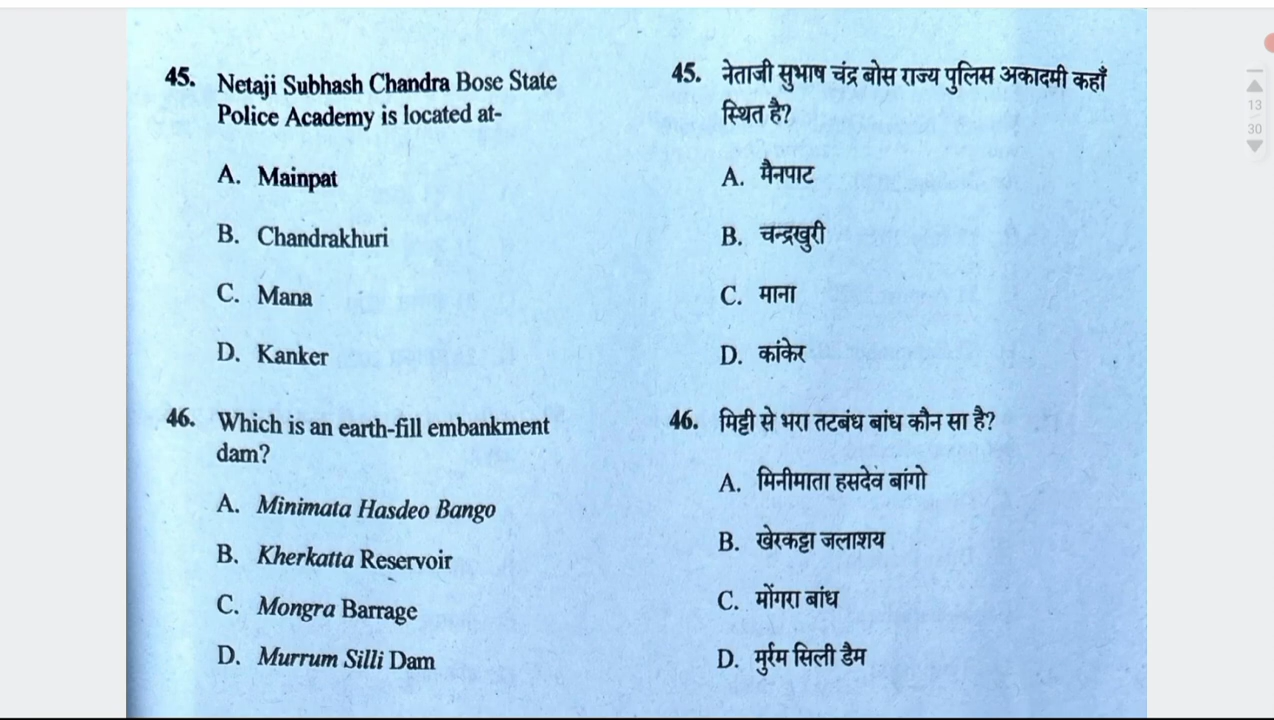 45. Netaji Subhash Chandra Bose State
Police Academy is located at-
A. Mainpat
B. Chandrakhuri
C. Mana
D. Kanker
46. Which is an earth-fill embankment
dam?
A. Minimata Hasdeo Bango
B. Kherkatta Reservoir
C. Mongra Barrage
D. Murrum Silli Dam
45. नेताजी सुभाष चंद्र बोस राज्य पुलिस अकादमी कहाँ
स्थित है?
A. मैनपाट
B. चन्द्रखुरी
C. माना
D. कांकेर
46. मिट्टी से भरा तटबंध बांध कौन सा है?
A. मिनीमाता हसदेव बांगो
B. खेरकट्टा जलाशय
C. मोंगरा बांध
D. मुर्रम सिली डैम
13
30